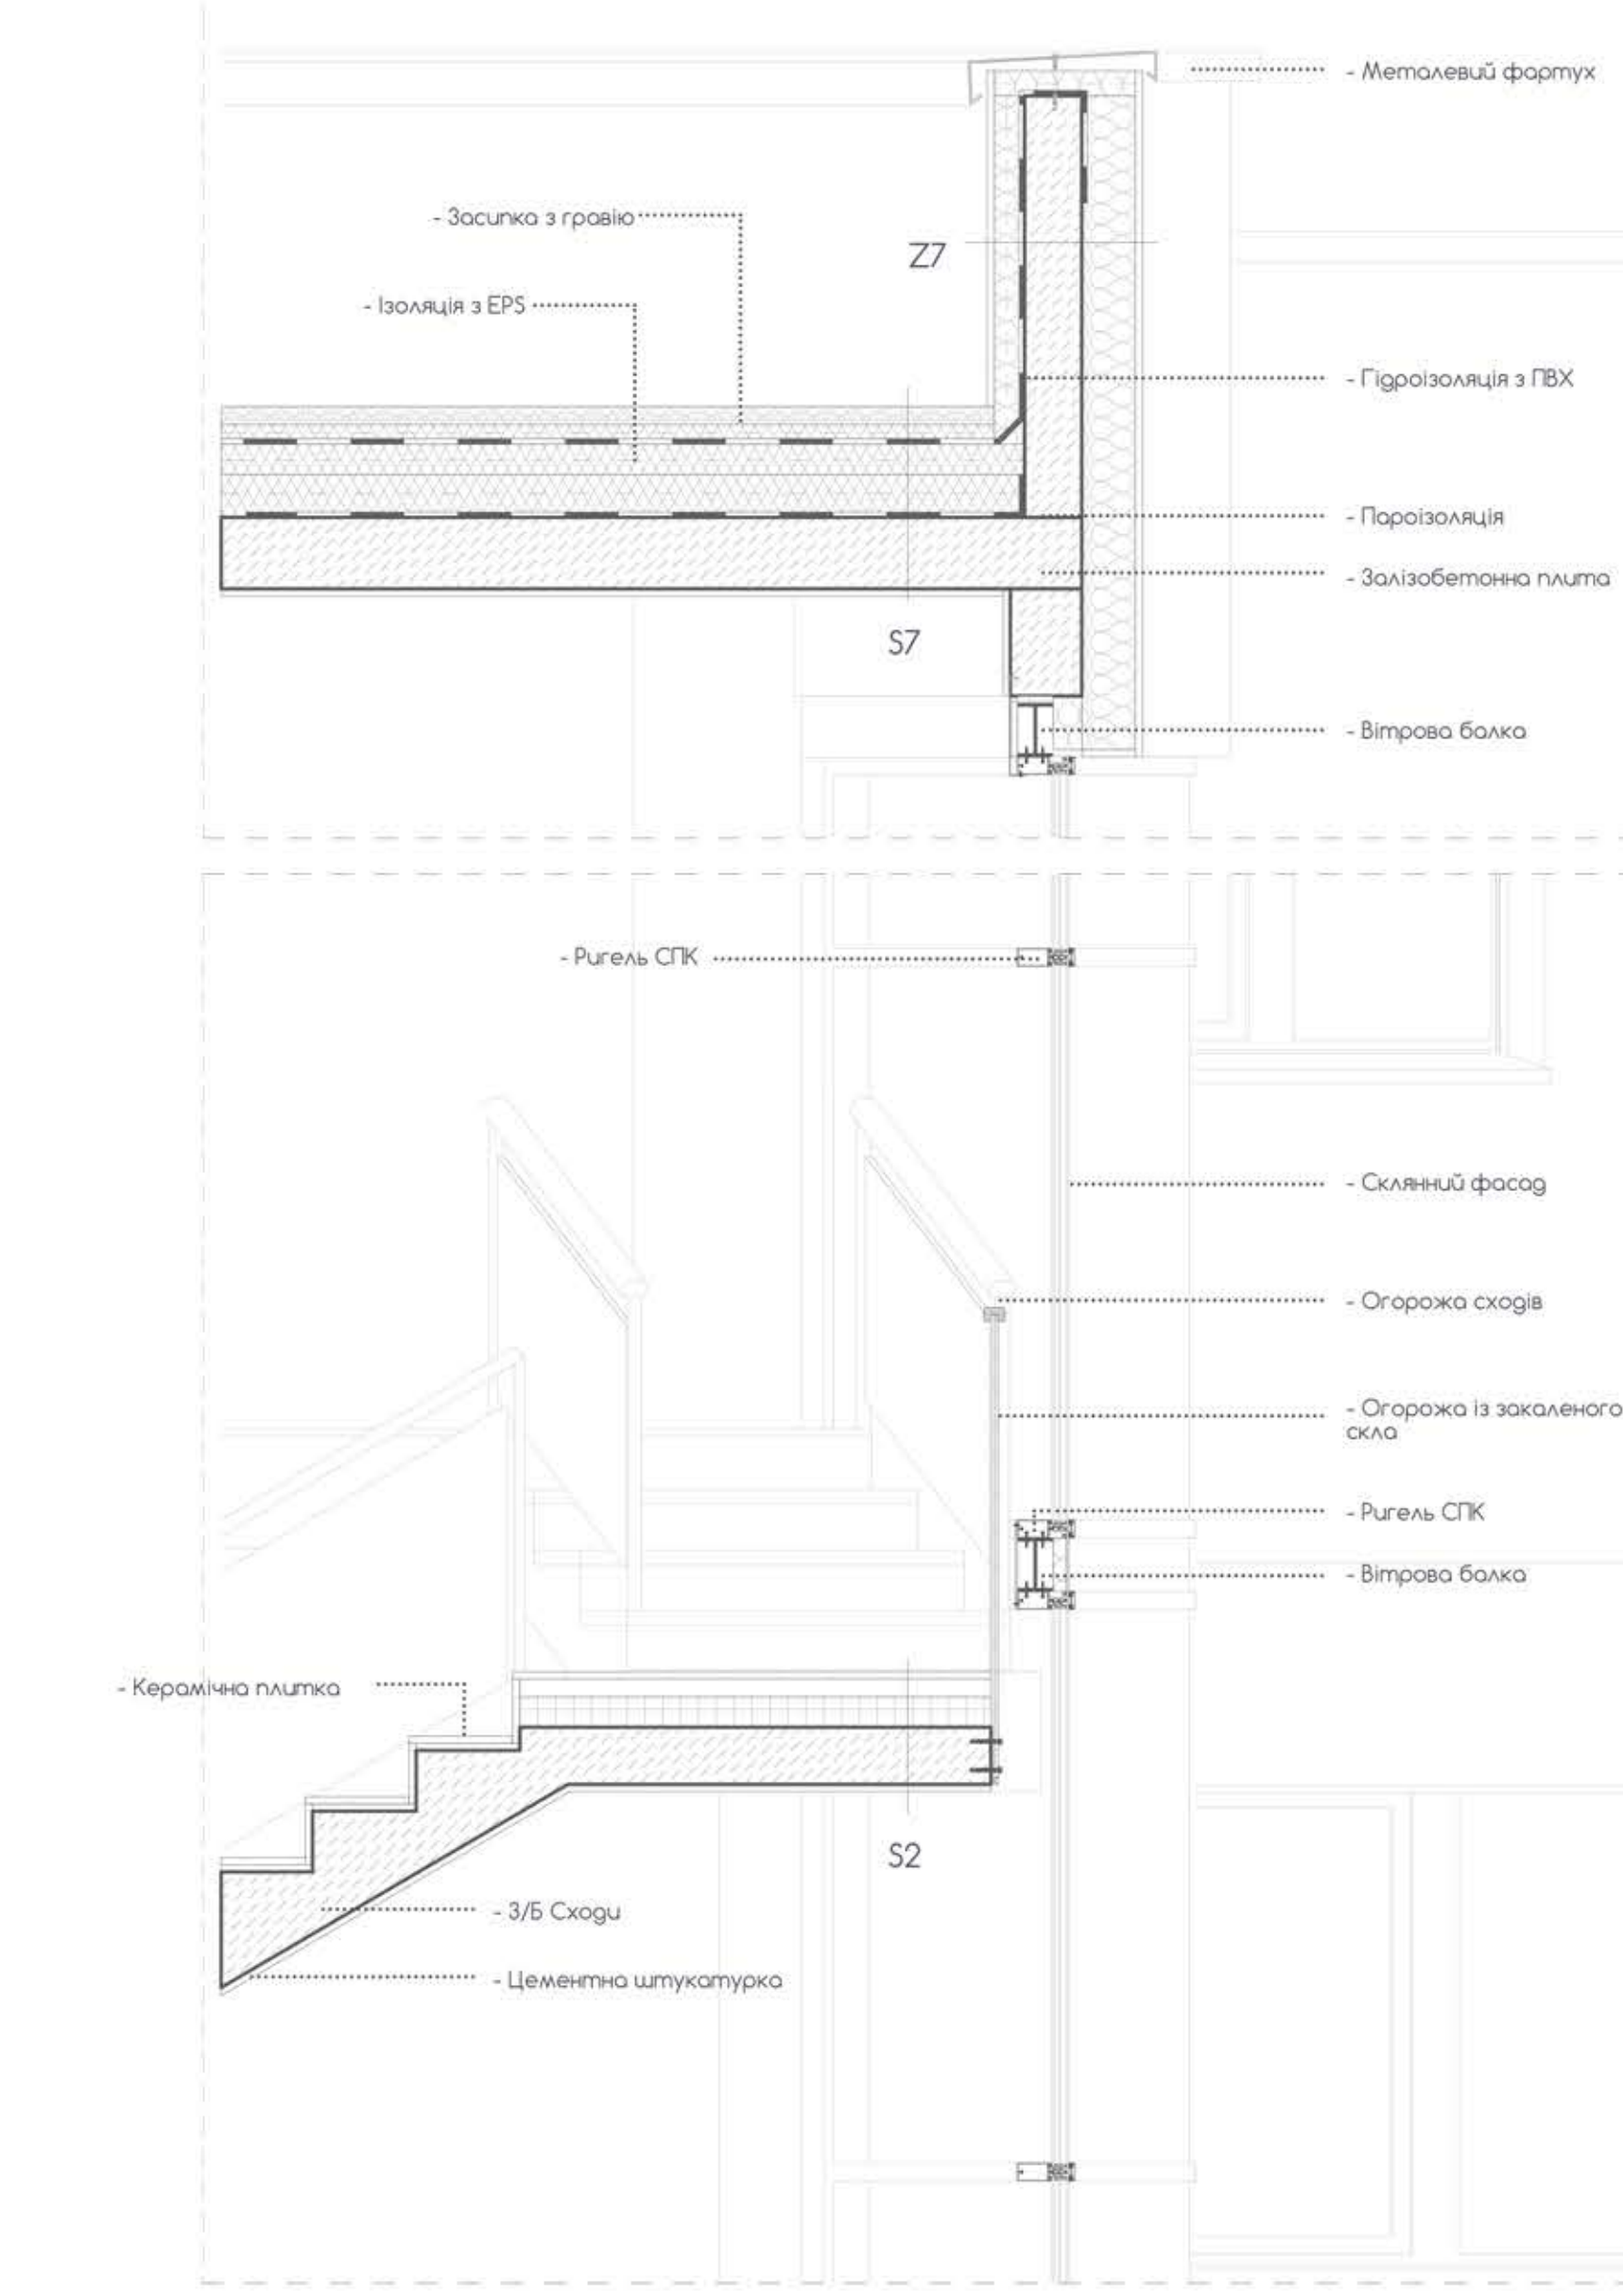 - Металевий фартух
- Засипка з гравію
Z7
- Ізоляція з EPS
- Гідроізоляція з ПВХ
- Пароізоляція
- Залізобетонна плита
S7
- Вітрова балка
- Ригель СПК
- Склянний фасад
- Огорожа сходів
- Огорожа із закаленого
скла
- Ригель СПК
- Вітрова балка
- Керамічна плитка
S2
- З/Б Сходи
- Цементна штукатурка